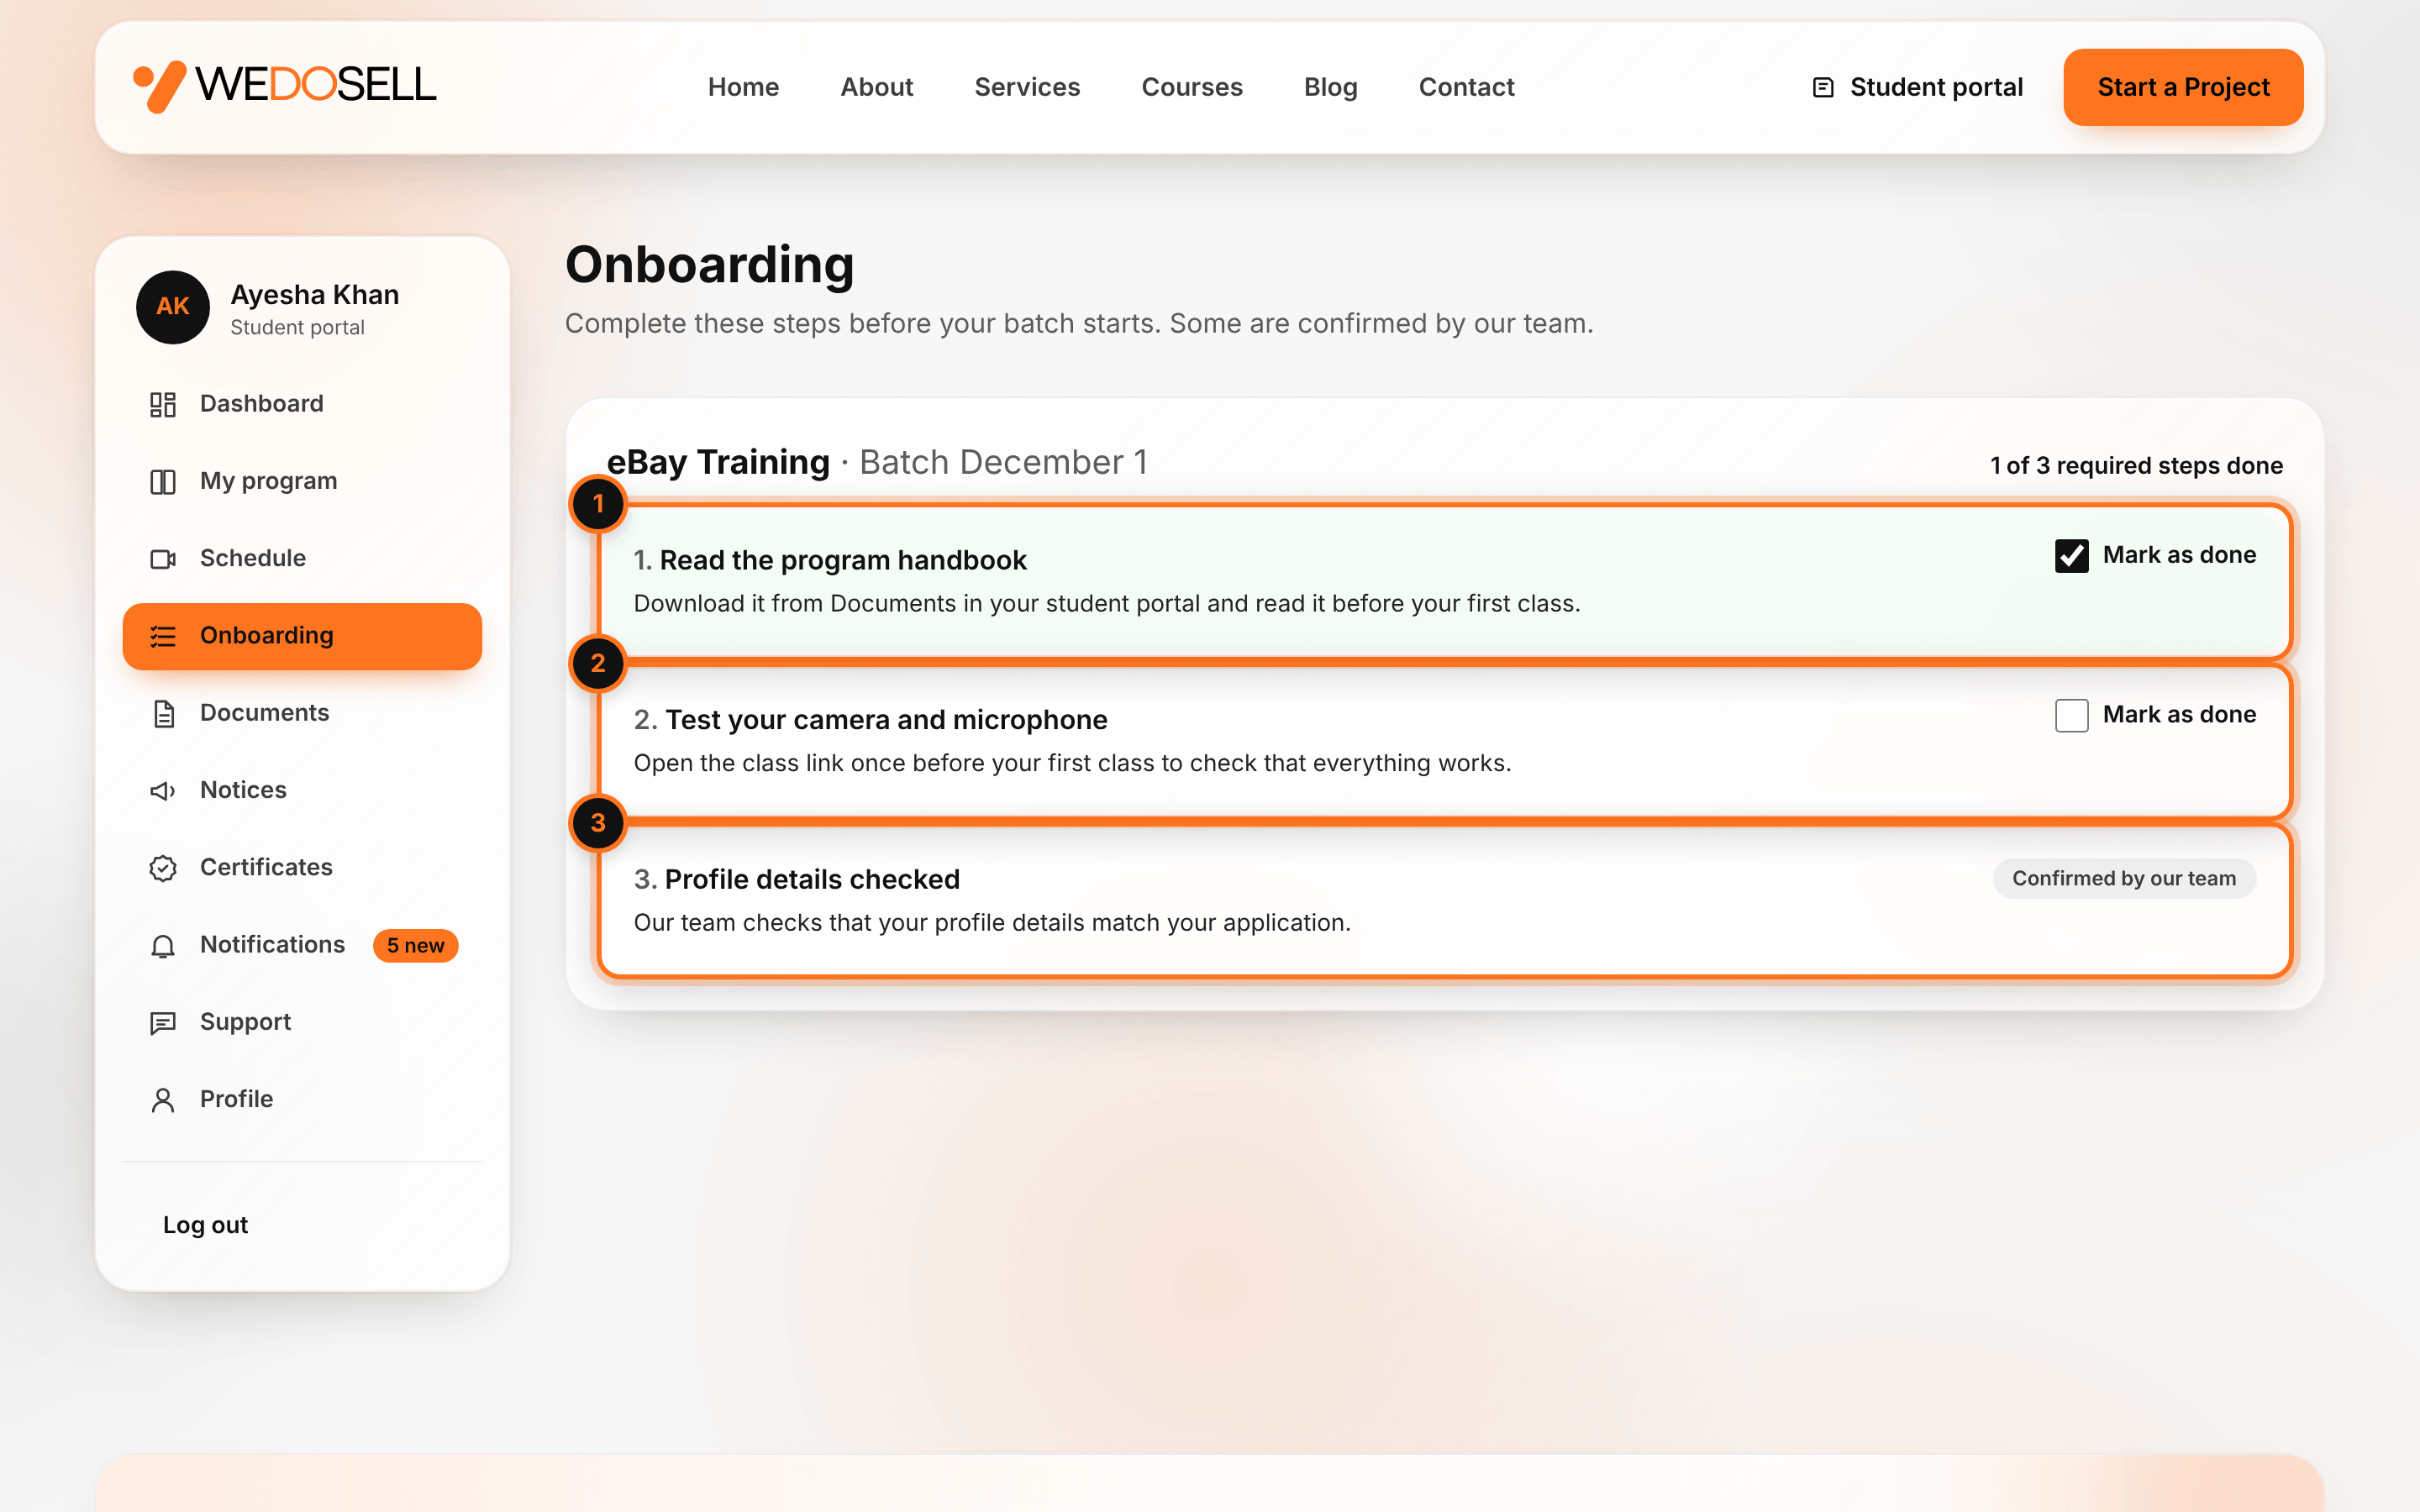 WEDOSELL
Home
About
Services
Courses
Blog
Contact
Student portal
Start a Project
AK
Ayesha Khan
Student portal
Dashboard
My program
Schedule
Onboarding
Documents
Notices
Certificates
Notifications
5 new
Support
Profile
Log out
Onboarding
Complete these steps before your batch starts. Some are confirmed by our team.
eBay Training · Batch December 1
1 of 3 required steps done
1
1. Read the program handbook
Mark as done
Download it from Documents in your student portal and read it before your first class.
2
2. Test your camera and microphone
Mark as done
Open the class link once before your first class to check that everything works.
3
3. Profile details checked
Confirmed by our team
Our team checks that your profile details match your application.